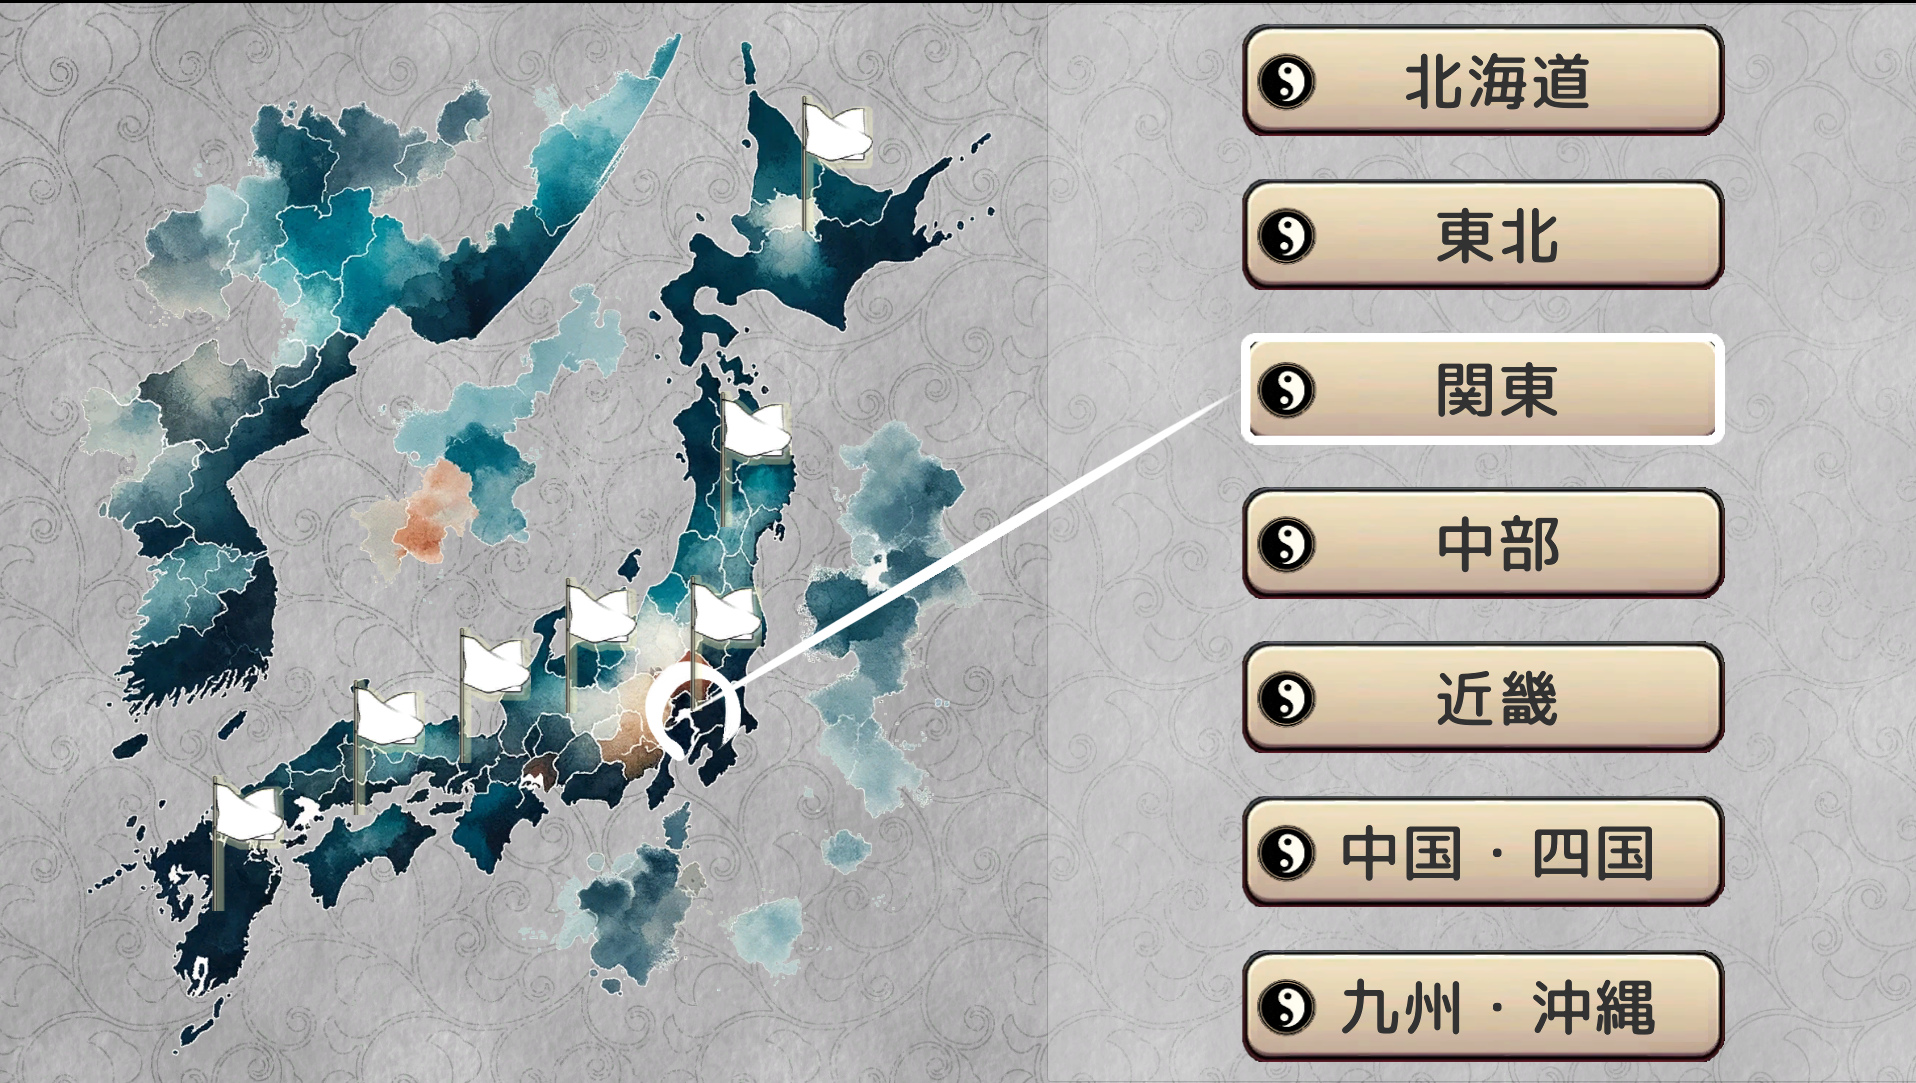 北海道
東北
関東
中部
近畿
中国・四国
九州・沖縄